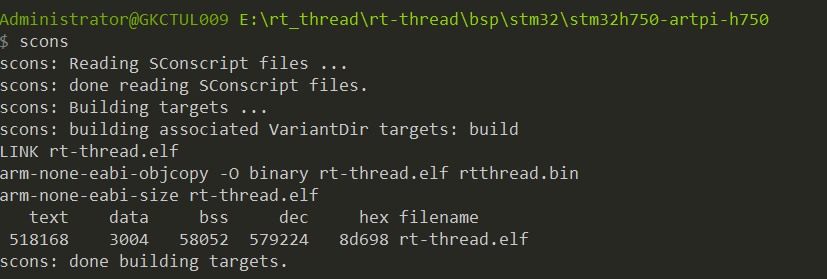 Administrator@GKCTUL009 E:\rt_thread\rt-thread\bsp\stm32\stm32h750-artpi-h750
$ scons
scons: Reading SConscript files ...
scons: done reading SConscript files.
scons: Building targets ...
scons: building associated VariantDir targets: build
LINK rt-thread.elf
arm-none-eabi-objcopy -O binary rt-thread.elf rtthread.bin
arm-none-eabi-size rt-thread.elf
   text    data     bss     dec     hex filename
 518168    3004   58052  579224   8d698 rt-thread.elf
scons: done building targets.